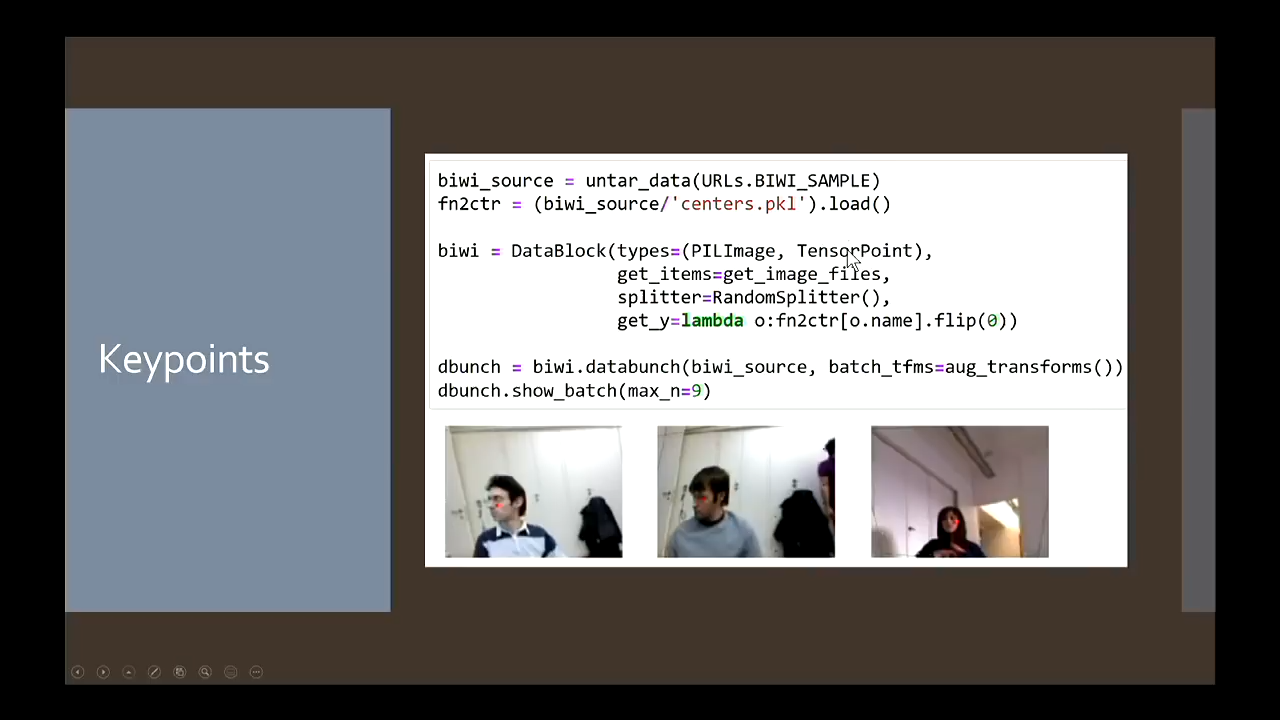 Keypoints
biwi_source = untar_data(URLs.BIWI_SAMPLE)
fn2ctr = (biwi_source/'centers.pkl').load()
biwi = DataBlock(types=(PILImage, TensorPoint),
get_items=get_image_files,
splitter=RandomSplitter(),
get_y=lambda o:fn2ctr[o.name].flip(0))
dbunch = biwi.databunch(biwi_source, batch_tfms=aug_transforms())
dbunch.show_batch(max_n=9)